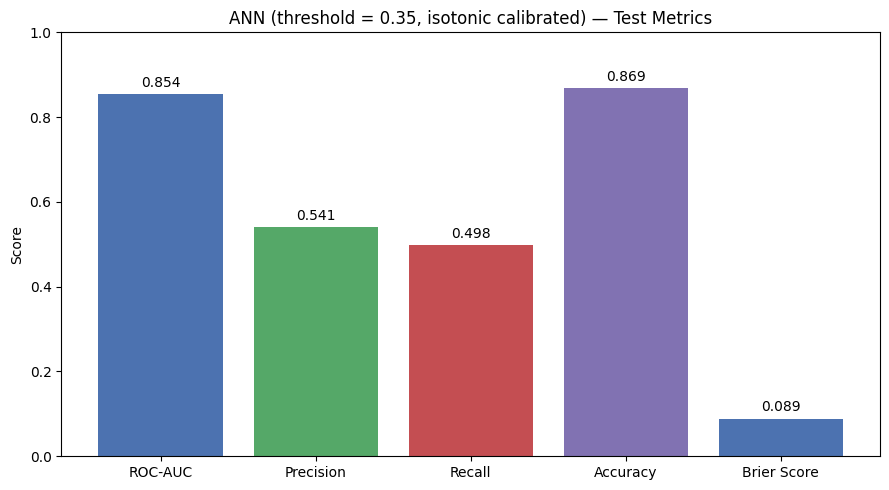 ANN (threshold = 0.35, isotonic calibrated) — Test Metrics
1.0
0.8
0.6
0.4
0.2
0.0
Score
0.854
0.541
0.498
0.869
0.089
ROC-AUC
Precision
Recall
Accuracy
Brier Score